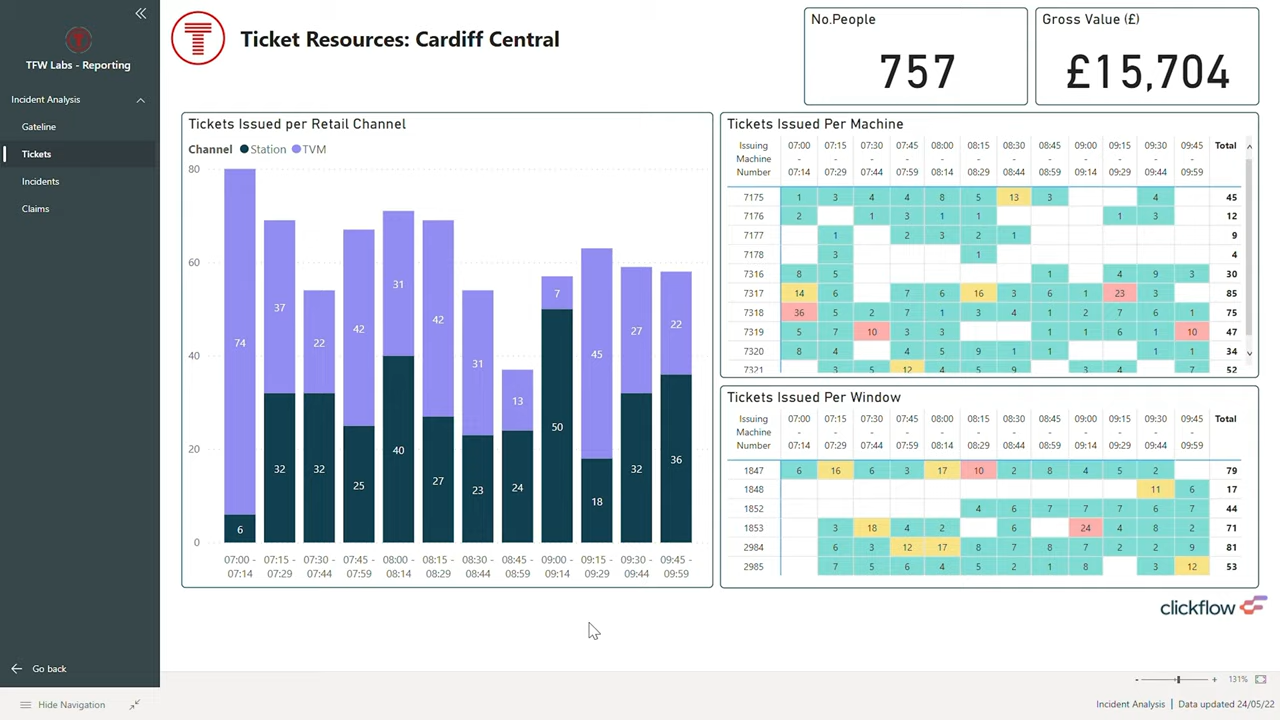 TFW Labs - Reporting
Incident Analysis
Gateline
Tickets
Incidents
Claims
Go back
Hide Navigation
Ticket Resources: Cardiff Central
No.People
757
Gross Value (£)
£15,704
Tickets Issued per Retail Channel
Channel Station TVM
80
60
40
20
0
74 37 22 42 31 42 31 13 7 45 27 22
6 32 32 25 40 27 23 24 50 18 32 36
07:00 - 07:15 - 07:30 - 07:45 - 08:00 - 08:15 - 08:30 - 08:45 - 09:00 - 09:15 - 09:30 - 09:45 -
07:14 07:29 07:44 07:59 08:14 08:29 08:44 08:59 09:14 09:29 09:44 09:59
Tickets Issued Per Machine
Issuing 07:00 07:15 07:30 07:45 08:00 08:15 08:30 08:45 09:00 09:15 09:30 09:45 Total
Machine - - - - - - - - - - - -
Number 07:14 07:29 07:44 07:59 08:14 08:29 08:44 08:59 09:14 09:29 09:44 09:59
7175 1 3 4 4 8 5 13 3 4 45
7176 2 1 3 1 1 1 3 12
7177 1 2 3 2 1 9
7178 3 1 4
7316 8 5 1 4 9 3 30
7317 14 6 7 6 16 3 6 1 23 3 85
7318 36 5 2 7 1 3 4 1 2 7 6 1 75
7319 5 7 10 3 3 1 1 6 1 10 47
7320 8 4 4 5 9 1 1 1 1 34
7321 3 5 12 4 5 9 3 4 7 52
Tickets Issued Per Window
Issuing 07:00 07:15 07:30 07:45 08:00 08:15 08:30 08:45 09:00 09:15 09:30 09:45 Total
Machine - - - - - - - - - - - -
Number 07:14 07:29 07:44 07:59 08:14 08:29 08:44 08:59 09:14 09:29 09:44 09:59
1847 6 16 6 3 17 10 2 8 4 5 2 79
1848 11 6 17
1852 4 6 7 7 7 6 7 44
1853 3 18 4 2 6 24 4 8 2 71
2984 6 3 12 17 8 7 8 7 2 2 9 81
2985 7 5 6 4 5 2 1 8 3 12 53
clickflow
- + 131%
Incident Analysis | Data updated 24/05/22